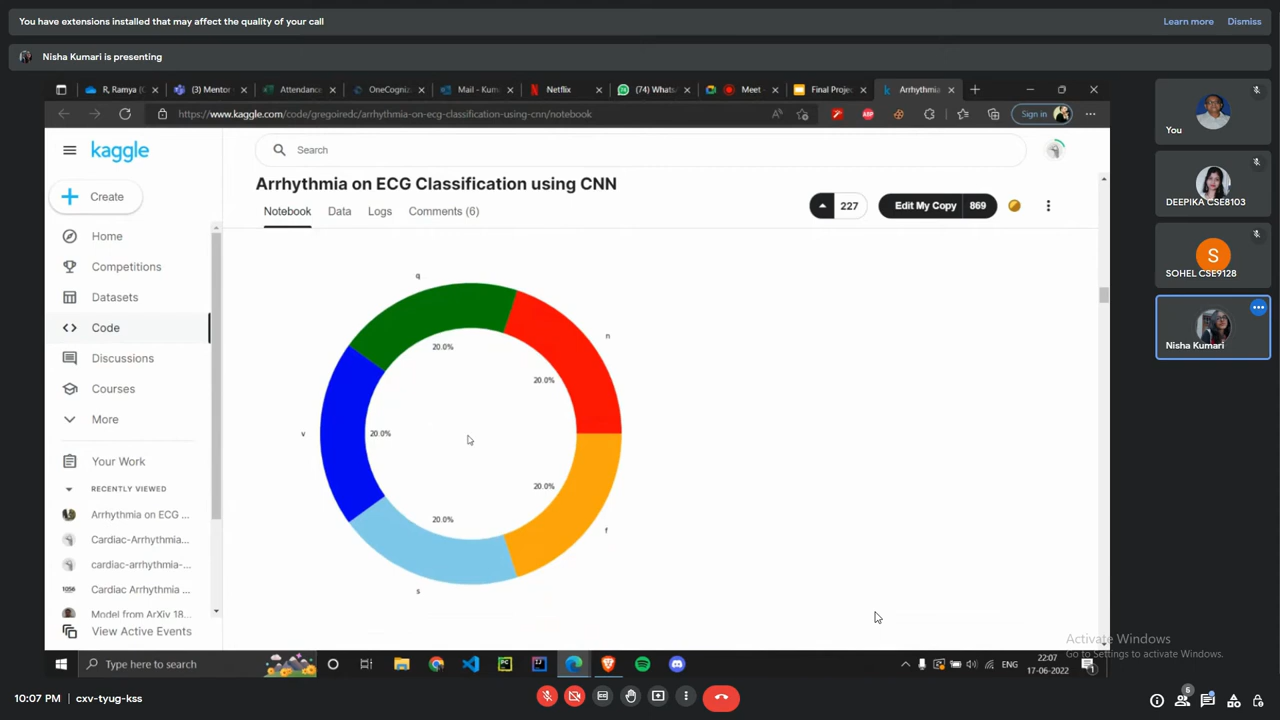 You have extensions installed that may affect the quality of your call
Learn more
Dismiss
Nisha Kumari is presenting
R, Ramya (C
(3) Mentor
Attendance
OneCogniz
Mail - Kum
Netflix
(74) Whats
Meet -
Final Projec
Arrhythmia
https://www.kaggle.com/code/gregoiredc/arrhythmia-on-ecg-classification-using-cnn/notebook
Sign in
kaggle
Search
Create
Home
Competitions
Datasets
Code
Discussions
Courses
More
Your Work
RECENTLY VIEWED
Arrhythmia on ECG ...
Cardiac-Arrhythmia...
cardiac-arrhythmia-...
Cardiac Arrhythmia ...
Model from ArXiv 18...
View Active Events
Arrhythmia on ECG Classification using CNN
Notebook
Data
Logs
Comments (6)
227
Edit My Copy
869
q
n
20.0%
20.0%
v
20.0%
20.0%
20.0%
f
s
You
DEEPIKA CSE8103
S
SOHEL CSE9128
Nisha Kumari
Activate Windows
Go to Settings to activate Windows.
Type here to search
ENG
22:07
17-06-2022
10:07 PM
cxv-tyug-kss
6